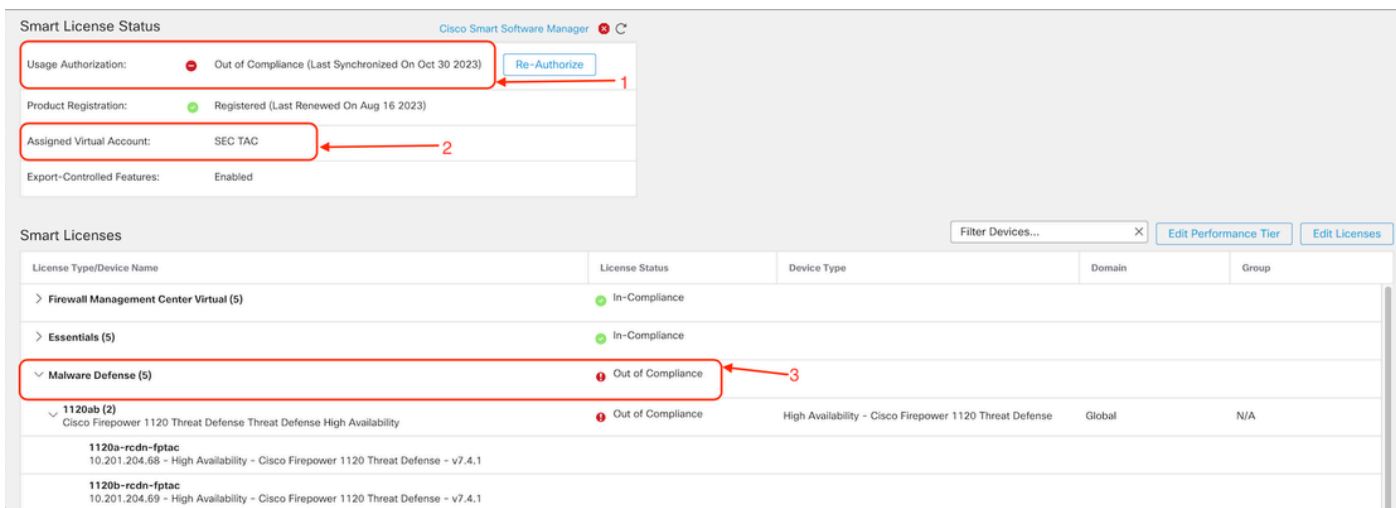 Smart License Status
Cisco Smart Software Manager
Usage Authorization: Out of Compliance (Last Synchronized On Oct 30 2023) Re-Authorize
1
Product Registration: Registered (Last Renewed On Aug 16 2023)
Assigned Virtual Account: SEC TAC
2
Export-Controlled Features: Enabled
Smart Licenses
Filter Devices... X Edit Performance Tier Edit Licenses
License Type/Device Name License Status Device Type Domain Group
Firewall Management Center Virtual (5) In-Compliance
Essentials (5) In-Compliance
Malware Defense (5) Out of Compliance
3
1120ab (2)
Cisco Firepower 1120 Threat Defense Threat Defense High Availability Out of Compliance High Availability - Cisco Firepower 1120 Threat Defense Global N/A
1120a-rcdn-fptac
10.201.204.68 - High Availability - Cisco Firepower 1120 Threat Defense - v7.4.1
1120b-rcdn-fptac
10.201.204.69 - High Availability - Cisco Firepower 1120 Threat Defense - v7.4.1